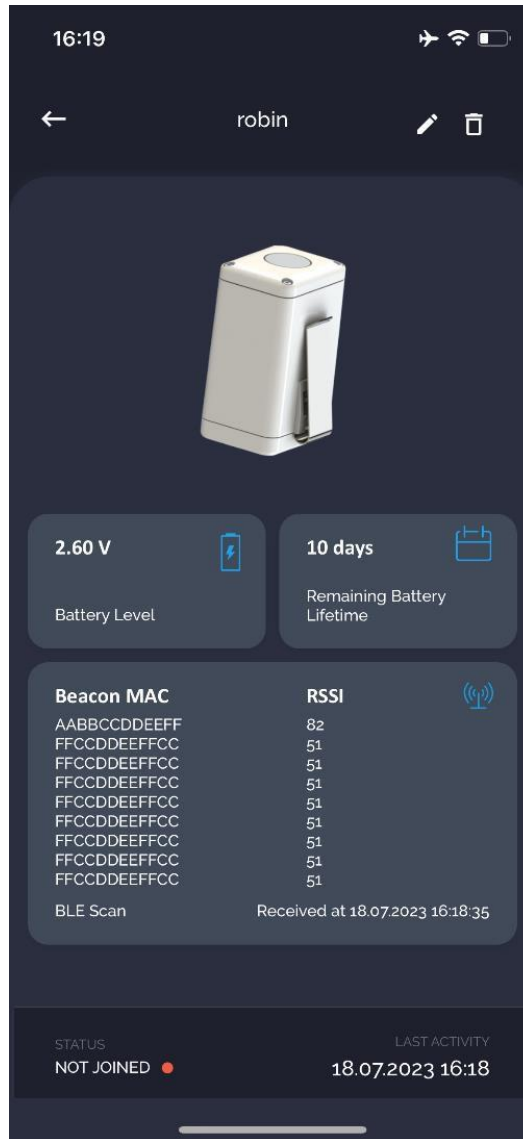 16:19
robin
2.60 V
Battery Level
10 days
Remaining Battery
Lifetime
Beacon MAC RSSI
AABBCCDDEEFF 82
FFCCDDEEFFCC 51
FFCCDDEEFFCC 51
FFCCDDEEFFCC 51
FFCCDDEEFFCC 51
FFCCDDEEFFCC 51
FFCCDDEEFFCC 51
FFCCDDEEFFCC 51
FFCCDDEEFFCC 51
BLE Scan Received at 18.07.2023 16:18:35
STATUS LAST ACTIVITY
NOT JOINED 18.07.2023 16:18